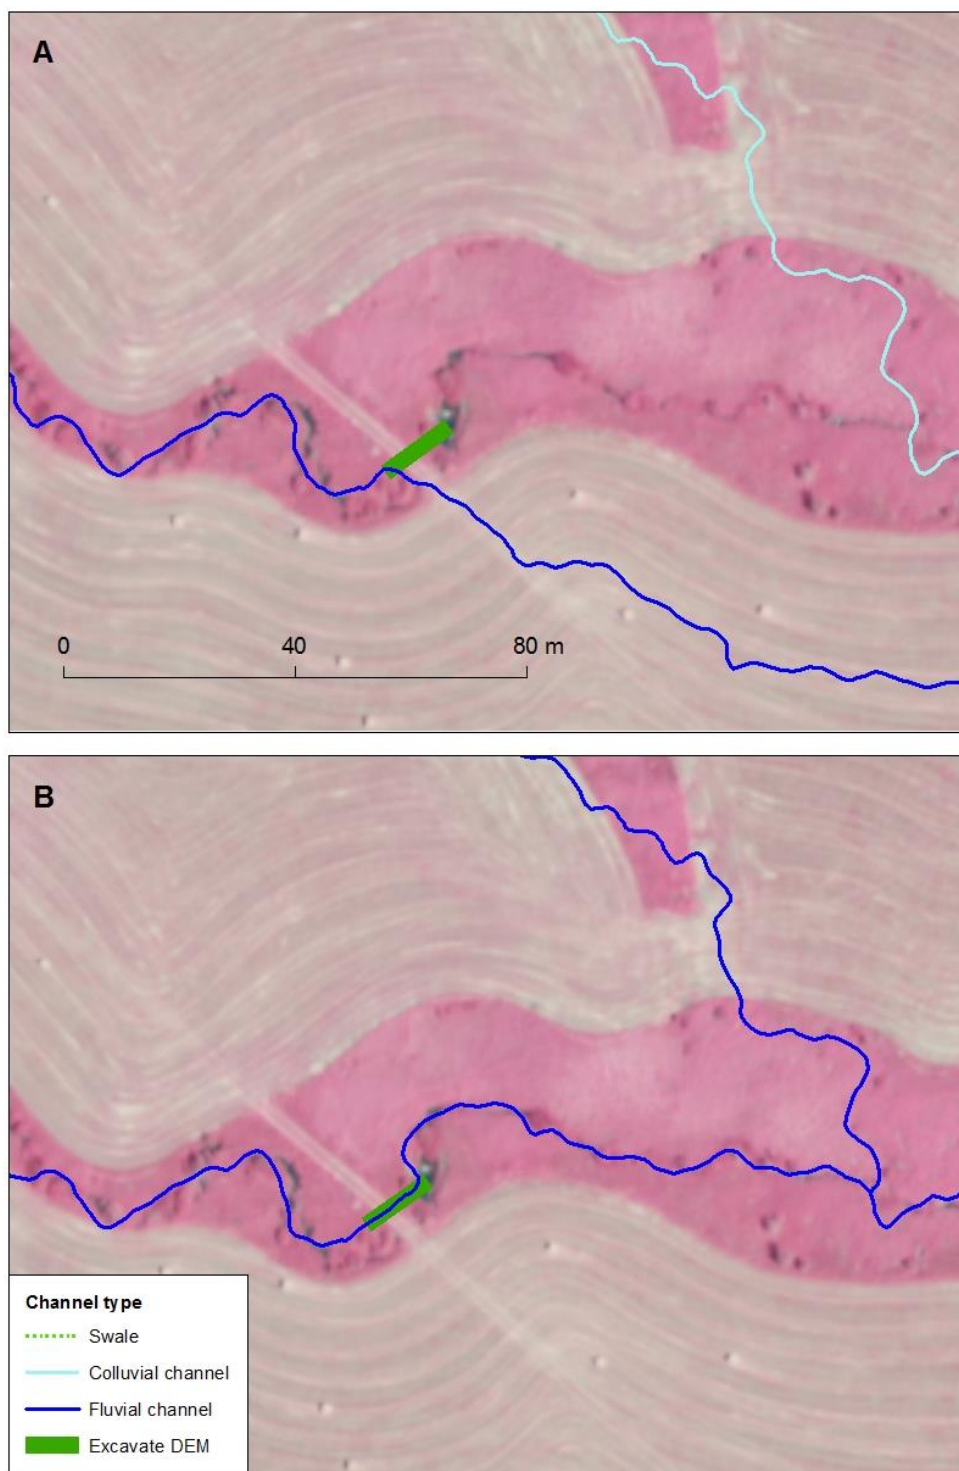 A
0 40 80 m
B
Channel type
Swale
Colluvial channel
Fluvial channel
Excavate DEM